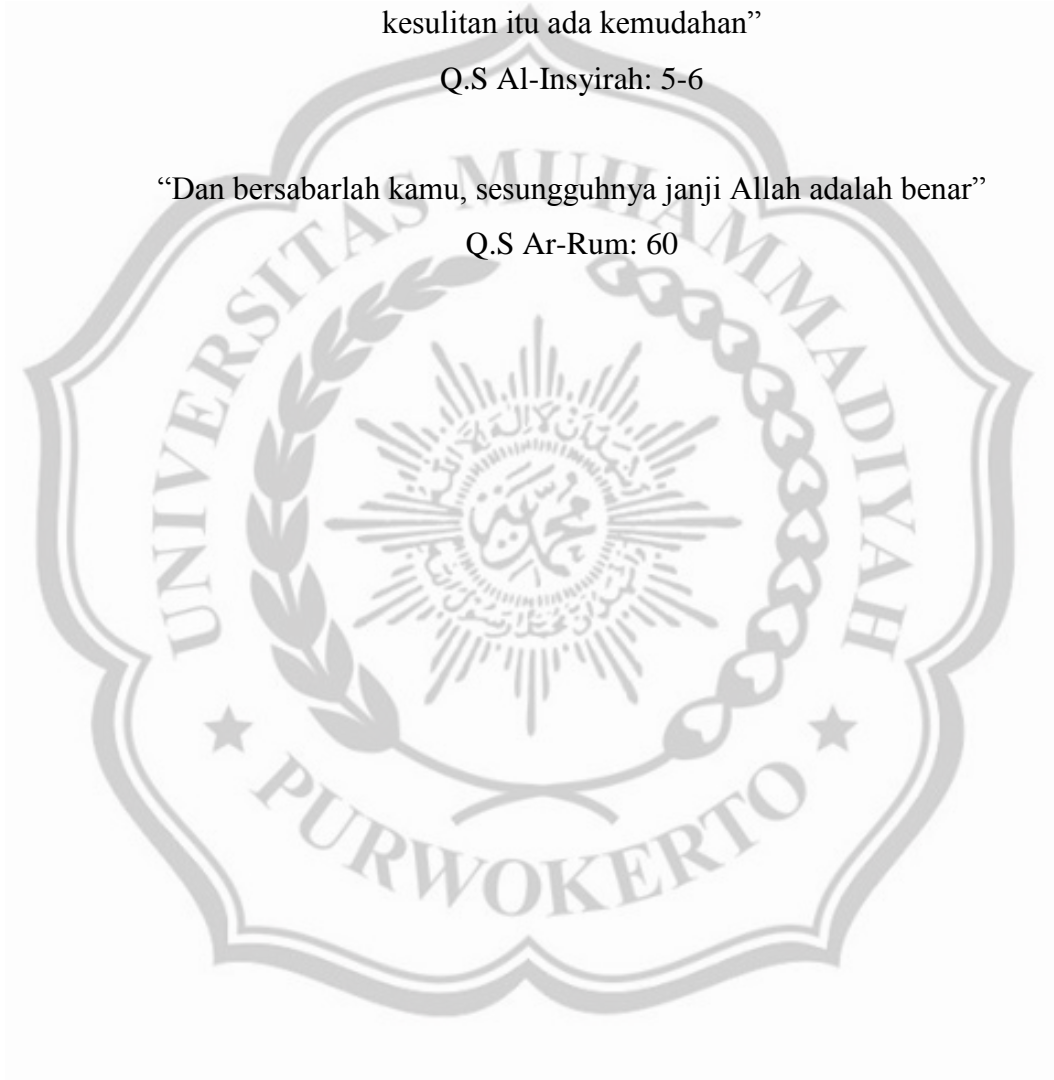 kesulitan itu ada kemudahan”
Q.S Al-Insyirah: 5-6
“Dan bersabarlah kamu, sesungguhnya janji Allah adalah benar”
Q.S Ar-Rum: 60
UNIVERSITAS MUHAMMADIYAH
PURWOKERTO
محمدية